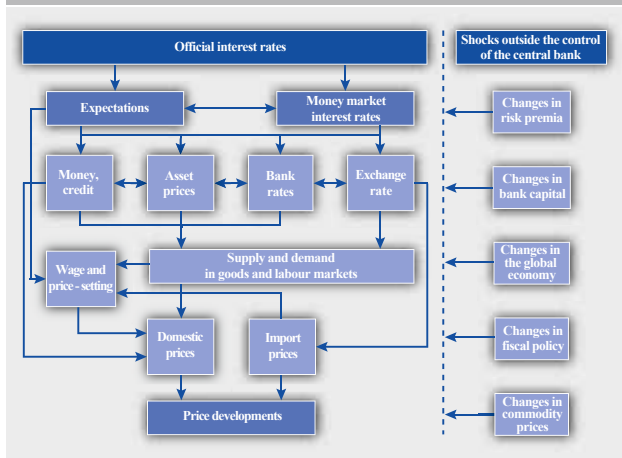 Official interest rates
Shocks outside the control
of the central bank
Expectations
Money market
interest rates
Changes in
risk premia
Money,
credit
Asset
prices
Bank
rates
Exchange
rate
Changes in
bank capital
Wage and
price - setting
Supply and demand
in goods and labour markets
Changes in
the global
economy
Domestic
prices
Import
prices
Changes in
fiscal policy
Price developments
Changes in
commodity
prices